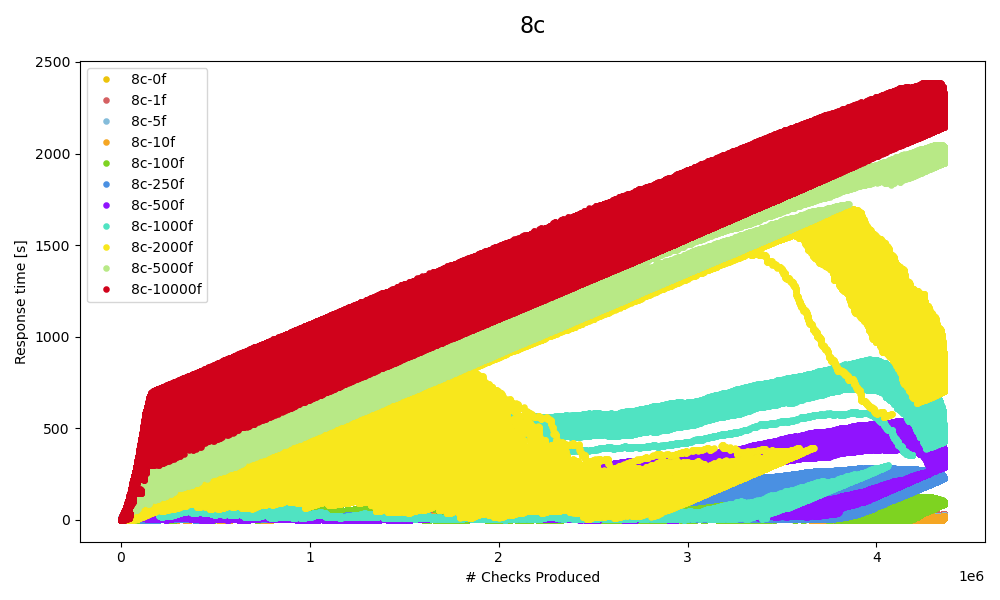 8c
2500
2000
1500
1000
500
0
Response time [s]
8c-0f
8c-1f
8c-5f
8c-10f
8c-100f
8c-250f
8c-500f
8c-1000f
8c-2000f
8c-5000f
8c-10000f
0 1 2 3 4
1e6
# Checks Produced